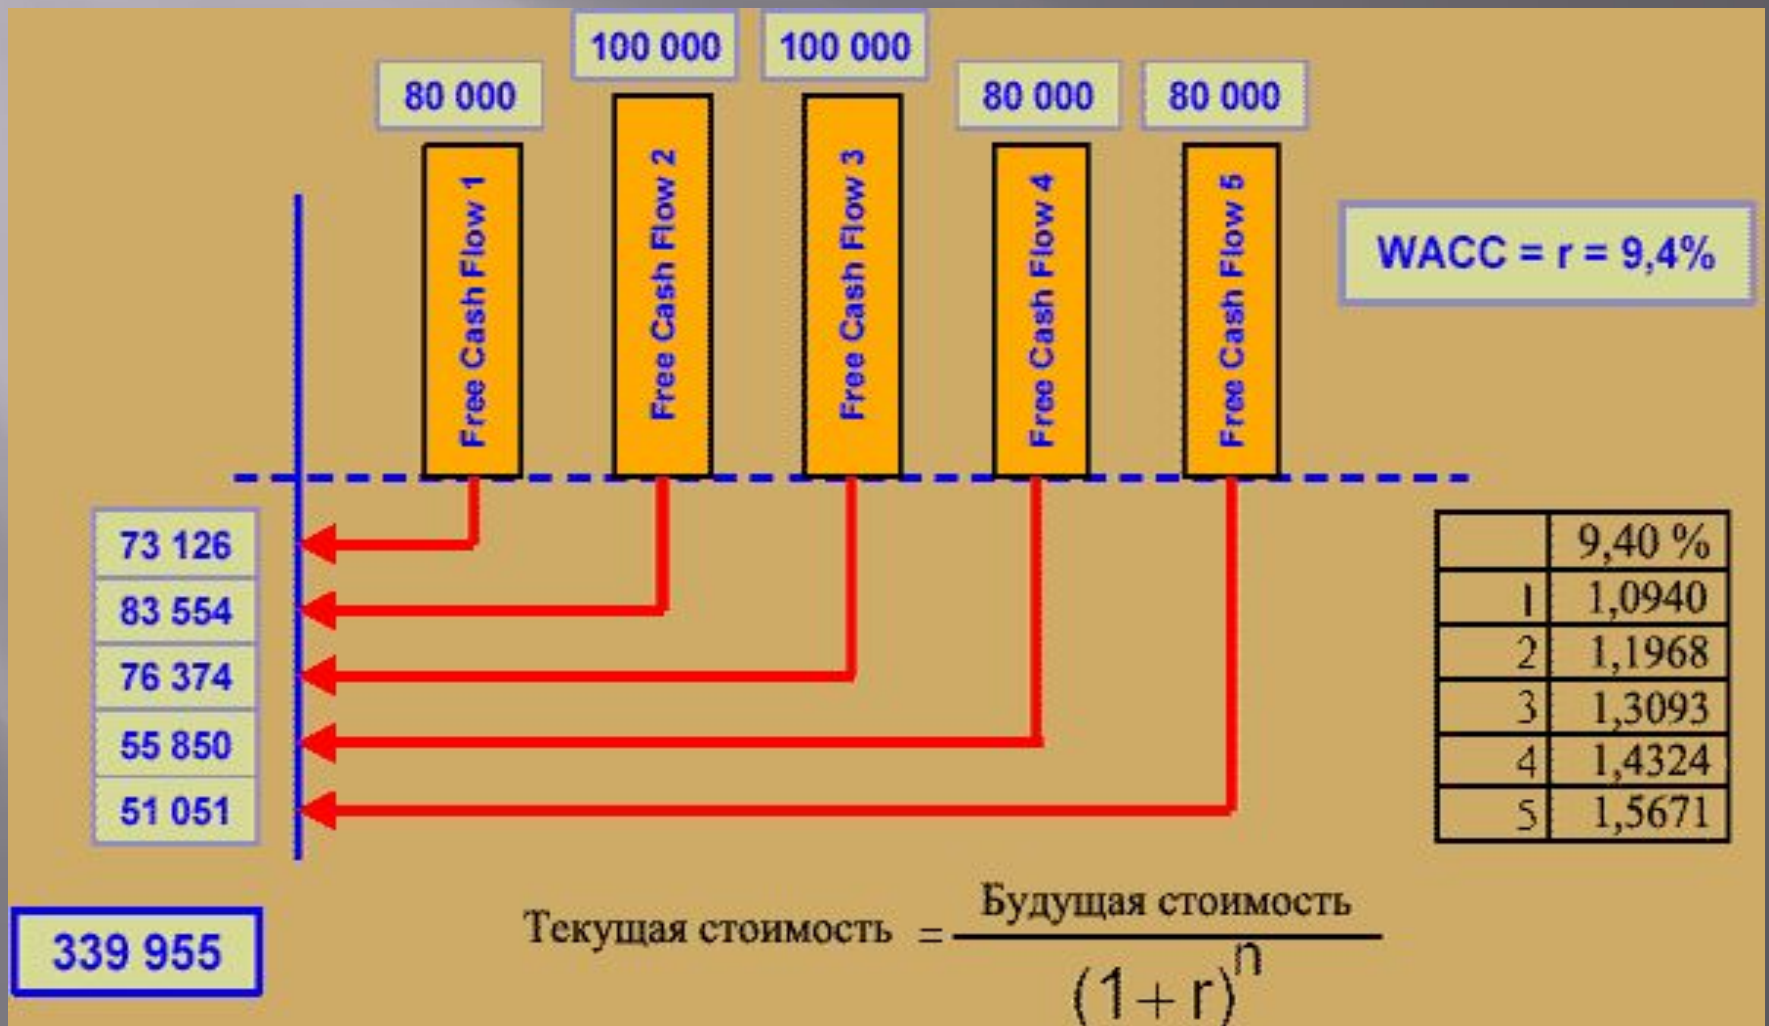 100 000
100 000
80 000
80 000
80 000
Free Cash Flow 1
Free Cash Flow 2
Free Cash Flow 3
Free Cash Flow 4
Free Cash Flow 5
WACC = r = 9,4%
73 126
83 554
76 374
55 850
51 051
9,40 %
1 1,0940
2 1,1968
3 1,3093
4 1,4324
5 1,5671
339 955
Текущая стоимость =
Будущая стоимость
(1+r)^n